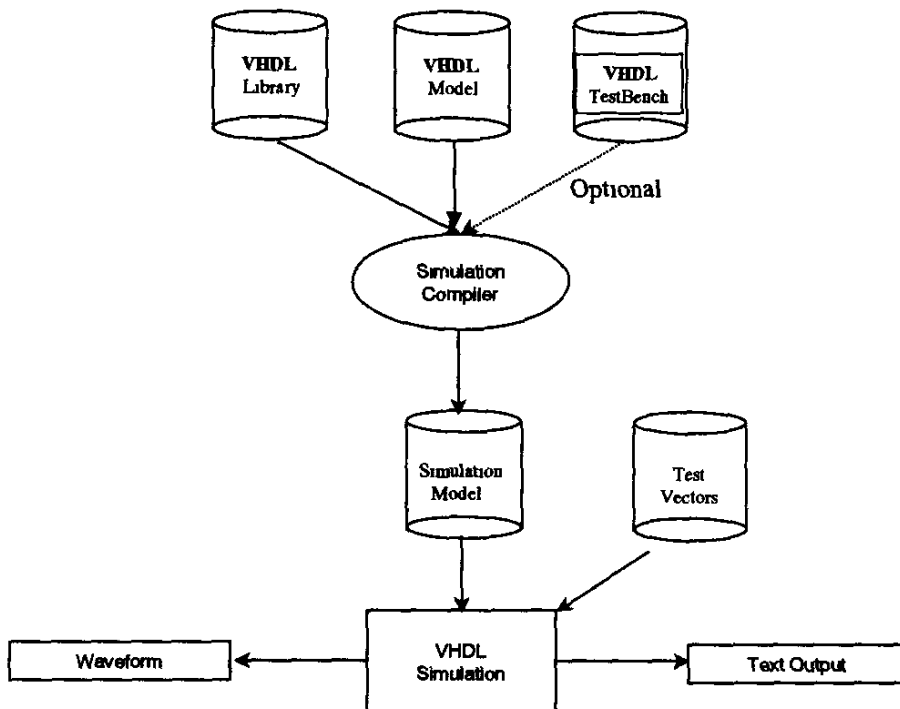 VHDL
Library
VHDL
Model
VHDL
TestBench
Optional
Simulation
Compiler
Simulation
Model
Test
Vectors
Waveform
VHDL
Simulation
Text Output